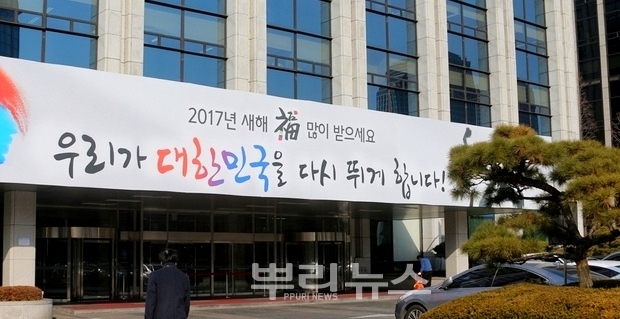 2017년 새해 福 많이 받으세요
우리가 대한민국을 다시 뛰게 합니다!
뿌리뉴스
PPURI NEWS